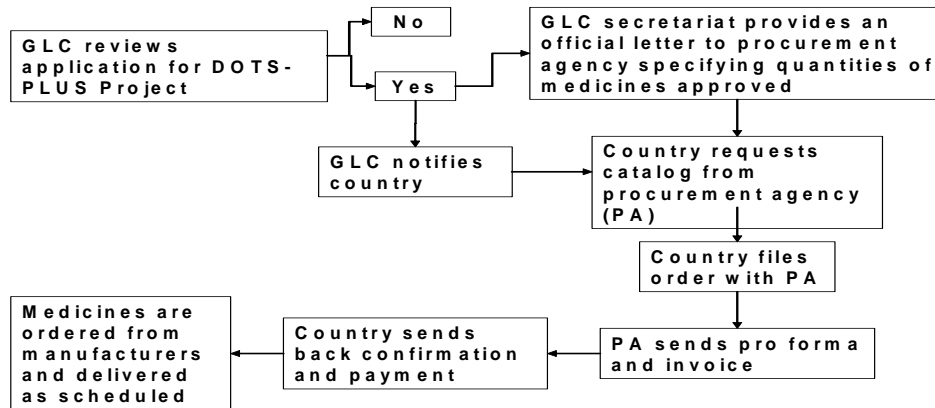 No
GLC reviews
application for DOTS-
PLUS Project
Yes
GLC secretariat provides an
official letter to procurement
agency specifying quantities of
medicines approved
GLC notifies
country
Country requests
catalog from
procurement agency
(PA)
Country files
order with PA
PA sends pro forma
and invoice
Country sends
back confirmation
and payment
Medicines are
ordered from
manufacturers
and delivered
as scheduled